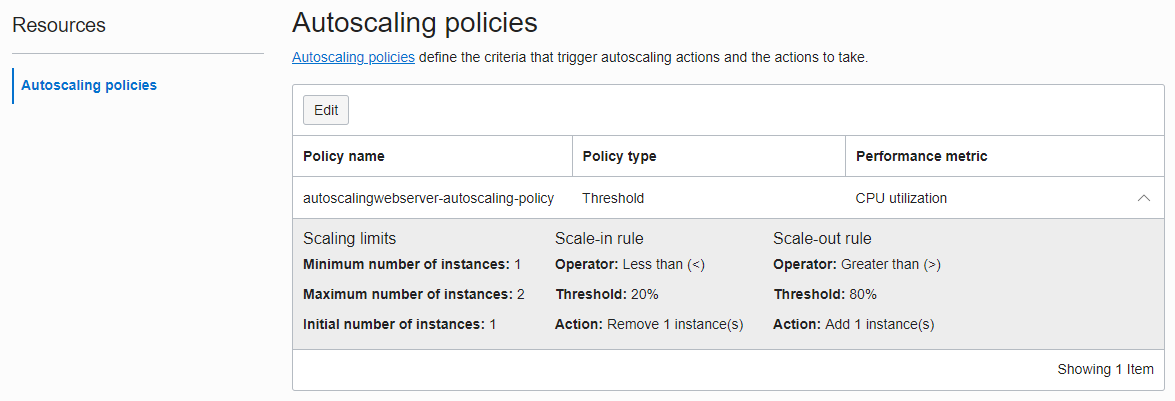 Resources
Autoscaling policies
Autoscaling policies
Autoscaling policies define the criteria that trigger autoscaling actions and the actions to take.
Edit
Policy name Policy type Performance metric
autoscalingwebserver-autoscaling-policy Threshold CPU utilization
Scaling limits Scale-in rule Scale-out rule
Minimum number of instances: 1 Operator: Less than (<) Operator: Greater than (>)
Maximum number of instances: 2 Threshold: 20% Threshold: 80%
Initial number of instances: 1 Action: Remove 1 instance(s) Action: Add 1 instance(s)
Showing 1 Item